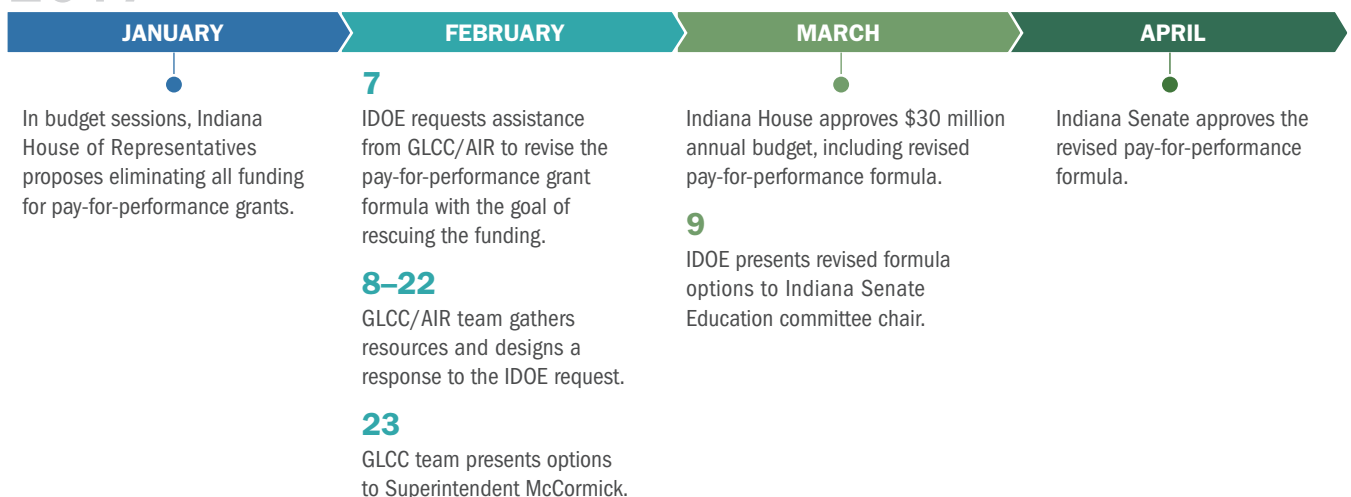 JANUARY
In budget sessions, Indiana
House of Representatives
proposes eliminating all funding
for pay-for-performance grants.
FEBRUARY
7
IDOE requests assistance
from GLCC/AIR to revise the
pay-for-performance grant
formula with the goal of
rescuing the funding.
8–22
GLCC/AIR team gathers
resources and designs a
response to the IDOE request.
23
GLCC team presents options
to Superintendent McCormick.
MARCH
Indiana House approves $30 million
annual budget, including revised
pay-for-performance formula.
9
IDOE presents revised formula
options to Indiana Senate
Education committee chair.
APRIL
Indiana Senate approves the
revised pay-for-performance
formula.